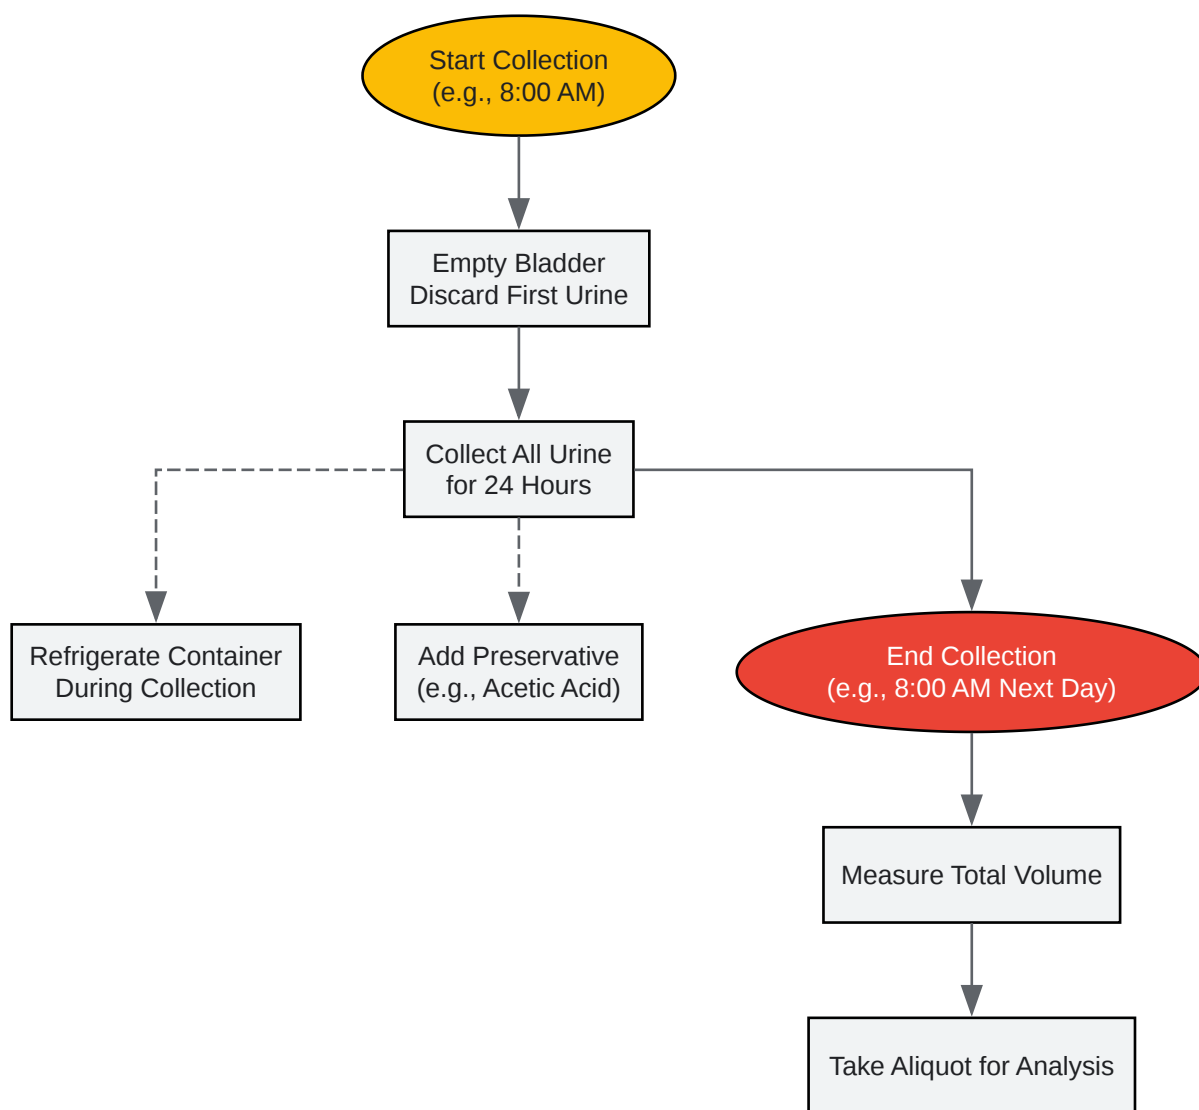 Start Collection
(e.g., 8:00 AM)
Empty Bladder
Discard First Urine
Collect All Urine
for 24 Hours
Refrigerate Container
During Collection
Add Preservative
(e.g., Acetic Acid)
End Collection
(e.g., 8:00 AM Next Day)
Measure Total Volume
Take Aliquot for Analysis